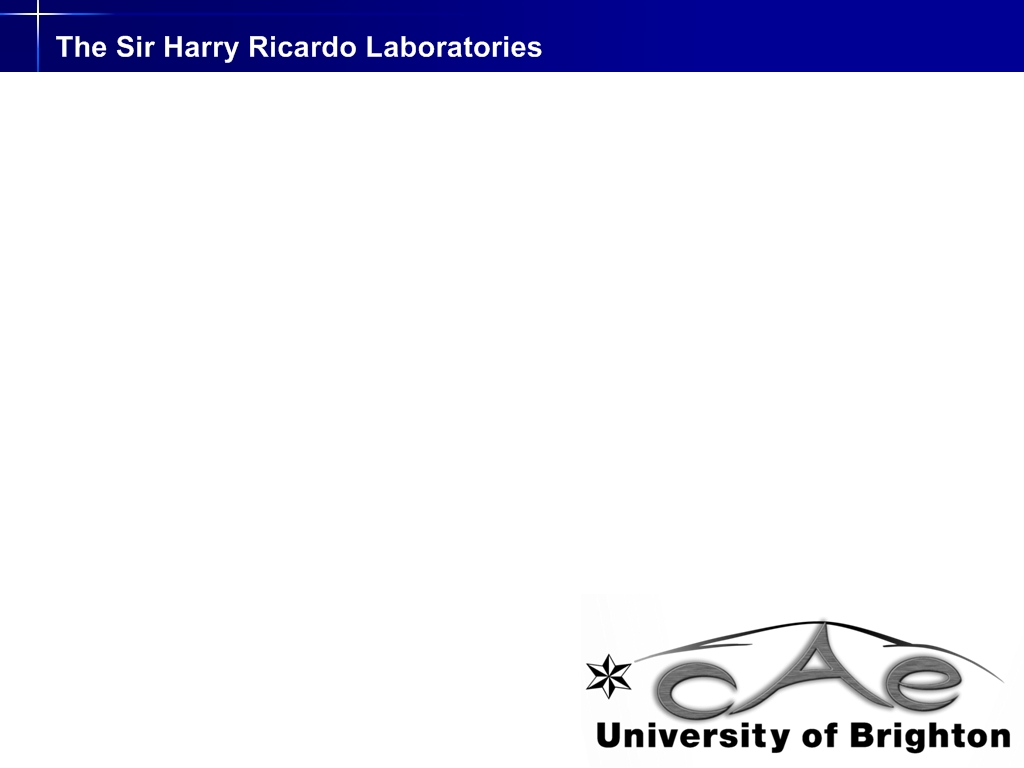 The Sir Harry Ricardo Laboratories
cAe
University of Brighton